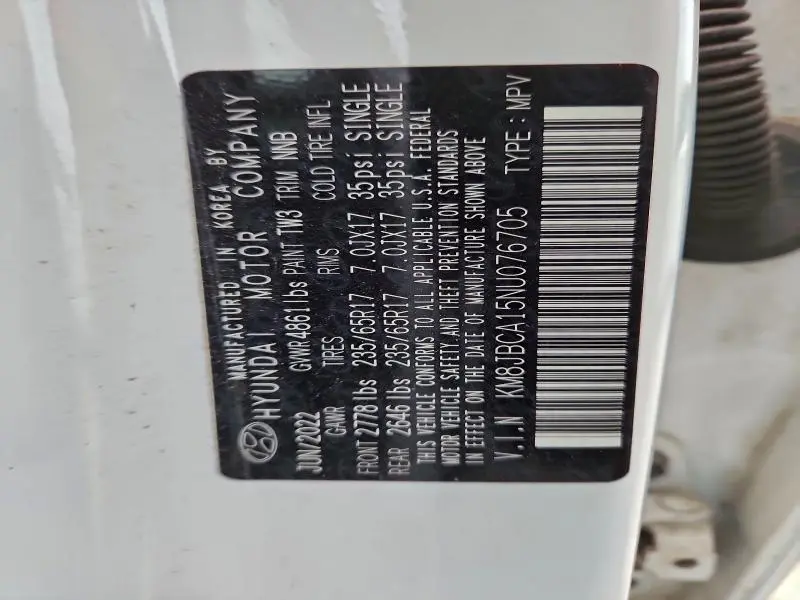 MANUFACTURED IN KOREA BY
HYUNDAI MOTOR COMPANY
JUN/2022 GVWR 4861 lbs PAINT TW3 TRIM NNB
GAWR TIRES RIMS COLD TIRE INFL
FRONT 2778 lbs 235/65R17 7.0JX17 35psi SINGLE
REAR 2646 lbs 235/65R17 7.0JX17 35psi SINGLE
THIS VEHICLE CONFORMS TO ALL APPLICABLE U.S.A. FEDERAL
MOTOR VEHICLE SAFETY AND THEFT PREVENTION STANDARDS
IN EFFECT ON THE DATE OF MANUFACTURE SHOWN ABOVE
V.I.N KM8JBCA15NU076705 TYPE : MPV